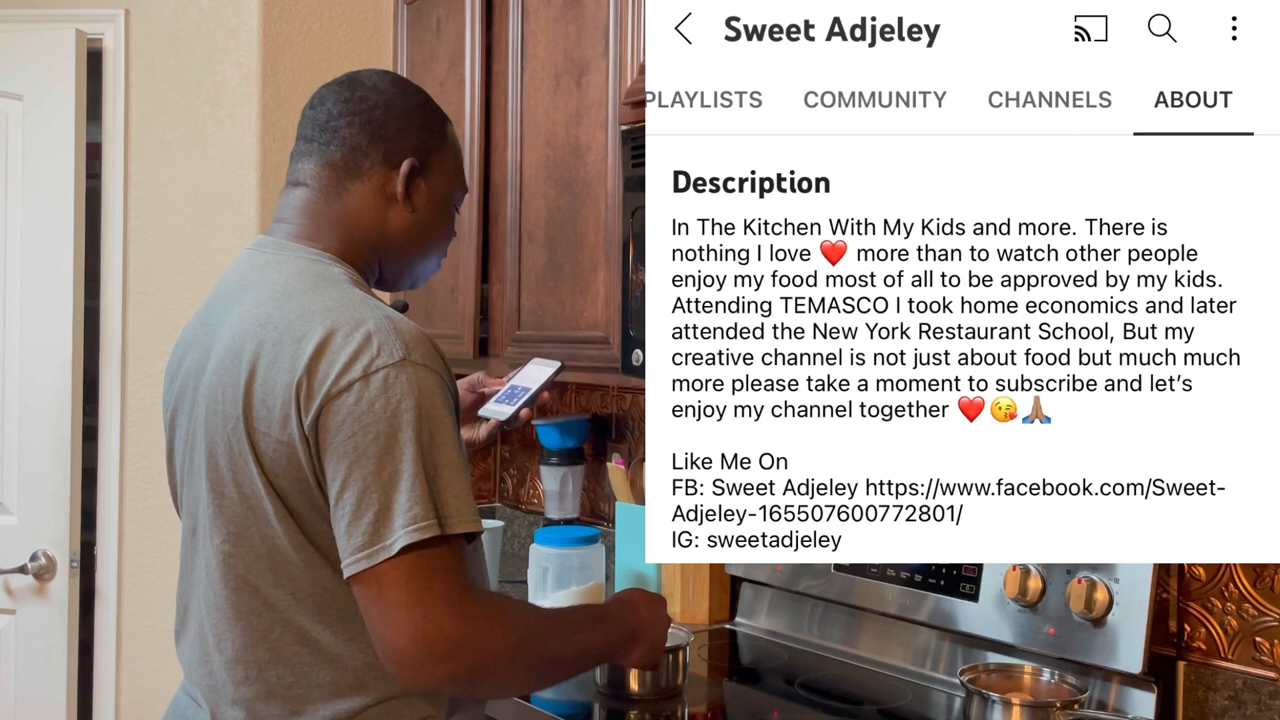 Sweet Adjeley
PLAYLISTS COMMUNITY CHANNELS ABOUT
Description
In The Kitchen With My Kids and more. There is
nothing I love ❤️ more than to watch other people
enjoy my food most of all to be approved by my kids.
Attending TEMASCO I took home economics and later
attended the New York Restaurant School, But my
creative channel is not just about food but much much
more please take a moment to subscribe and let’s
enjoy my channel together ❤️😘🙏🏽
Like Me On
FB: Sweet Adjeley https://www.facebook.com/Sweet-
Adjeley-165507600772801/
IG: sweetadjeley